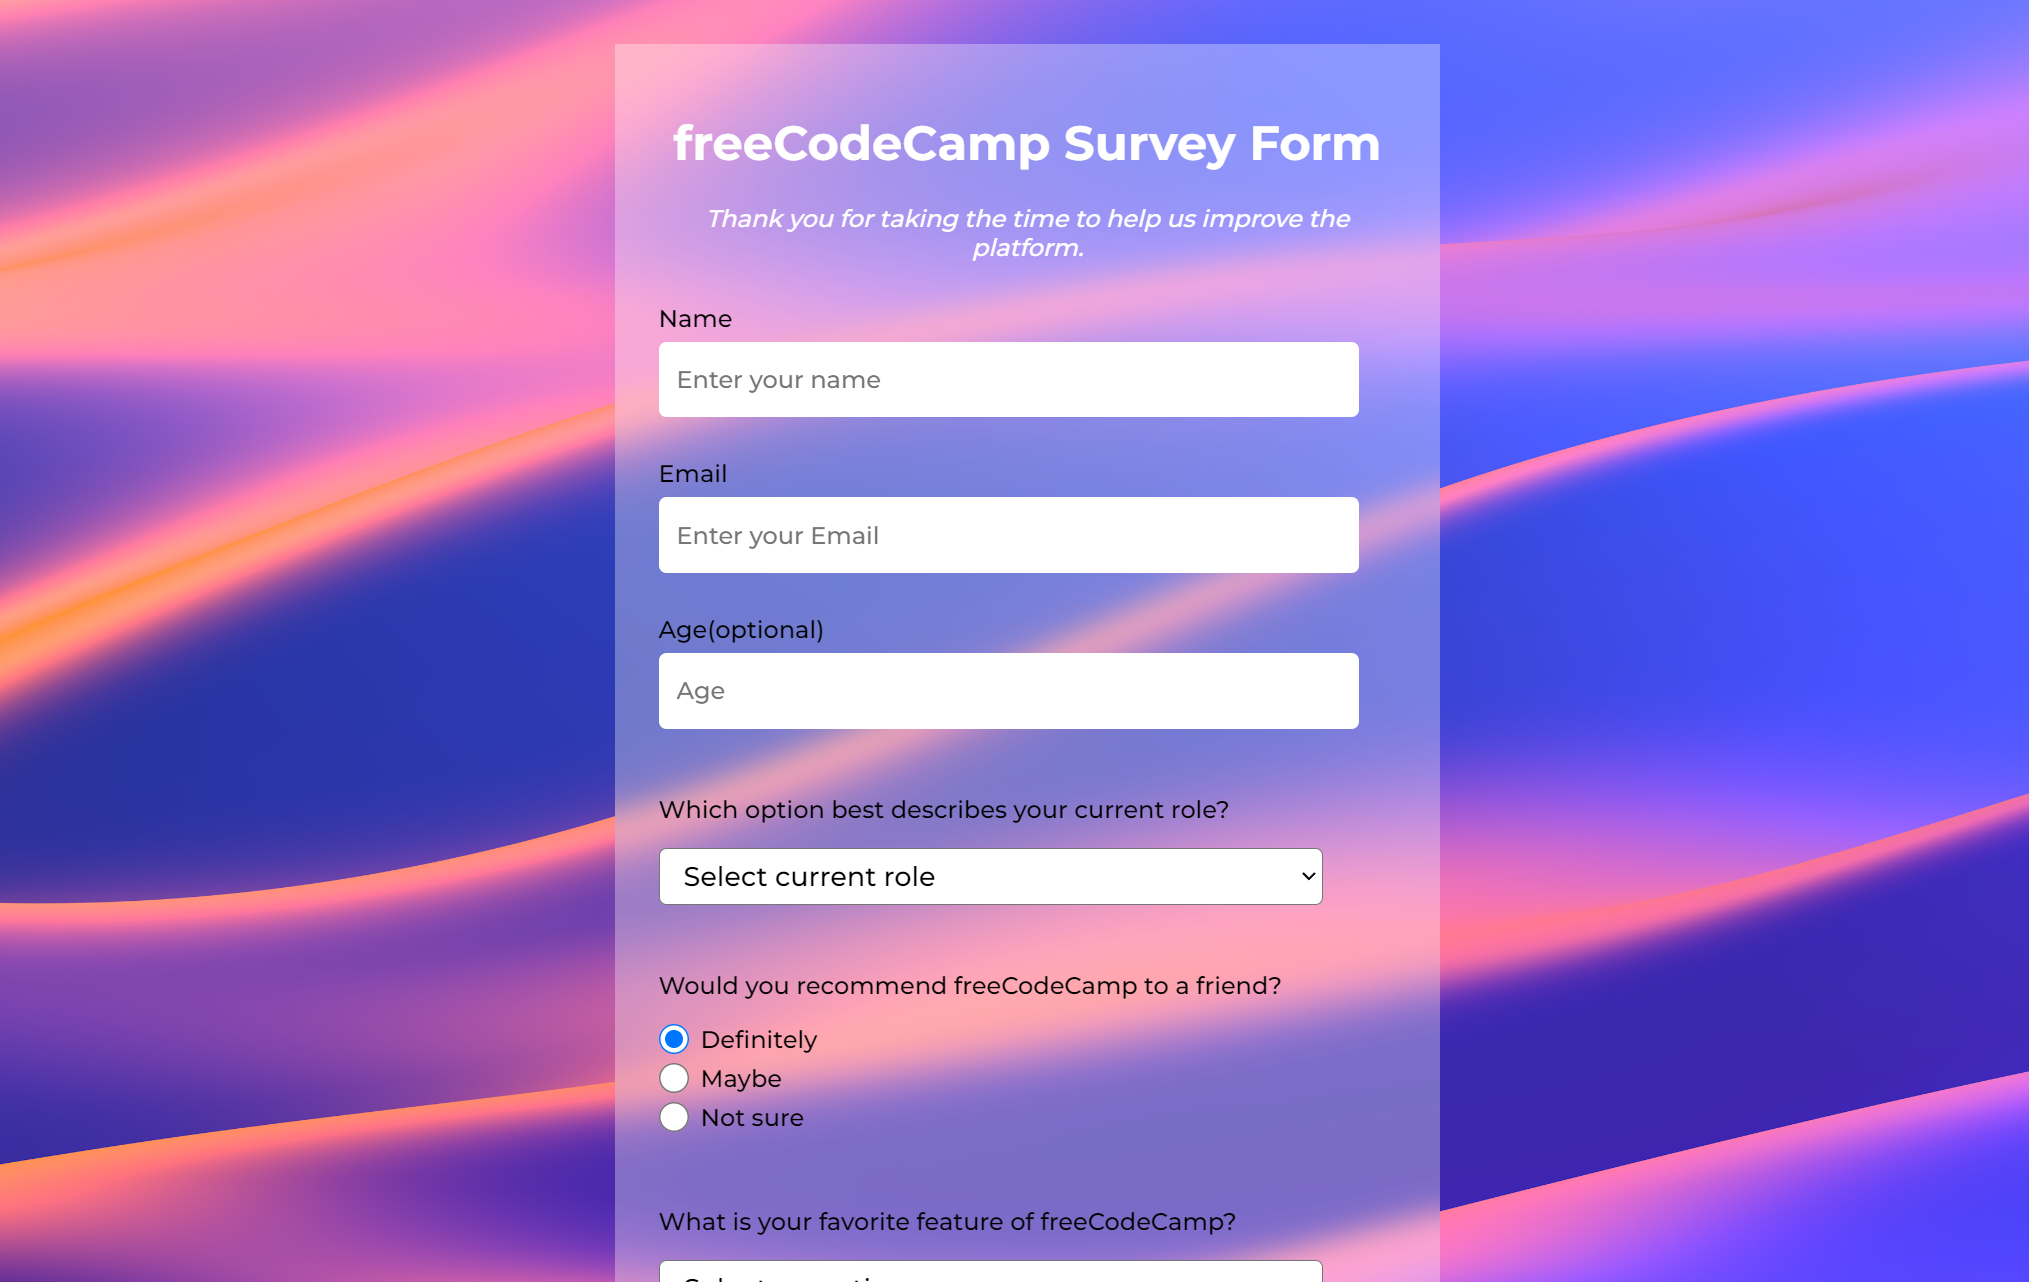 freeCodeCamp Survey Form
Thank you for taking the time to help us improve the
platform.
Name
Enter your name
Email
Enter your Email
Age(optional)
Age
Which option best describes your current role?
Select current role
Would you recommend freeCodeCamp to a friend?
Definitely
Maybe
Not sure
What is your favorite feature of freeCodeCamp?